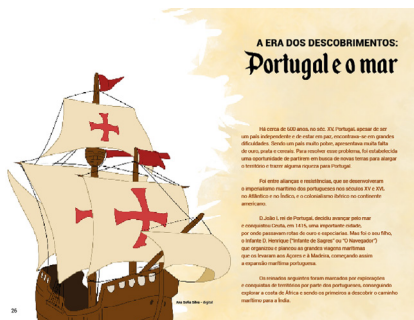 A ERA DOS DESCOBRIMENTOS:
Portugal e o mar
Há cerca de 600 anos, no séc. XV, Portugal, apesar de ser
um país independente e de estar em paz, encontrava-se em grandes
dificuldades. Sendo um país muito pobre, apresentava muita falta
de ouro, prata e cereais. Para resolver esse problema, foi estabelecida
uma oportunidade de partirem em busca de novas terras para alargar
o território e trazer alguma riqueza para Portugal.
Foi entre alianças e resistências, que se desenvolveram
o imperialismo marítimo dos portugueses nos séculos XV e XVI,
no Atlântico e no Índico, e o colonialismo ibérico no continente
americano.
O João I, rei de Portugal, decidiu avançar pelo mar
e conquistou Ceuta, em 1415, uma importante cidade,
por onde passavam rotas do ouro e especiarias. Mas foi o seu filho,
o Infante D. Henrique ("Infante de Sagres" ou "O Navegador")
que organizou e planeou as grandes viagens marítimas
que os levaram aos Açores e à Madeira, começando assim
a expansão marítima portuguesa.
Os reinados seguintes foram marcados por explorações
e conquistas de territórios por parte dos portugueses, conseguindo
explorar a costa de África e sendo os primeiros a descobrir o caminho
marítimo para a Índia.
Ana Sofia Silva - digital
26